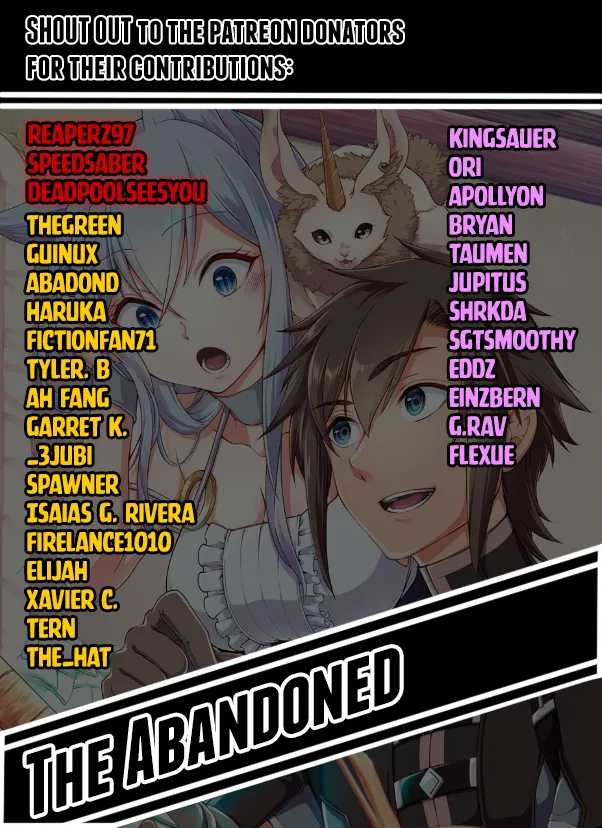 SHOUT OUT TO THE PATREON DONATORS
FOR THEIR CONTRIBUTIONS:
REAPERZ97
SPEEDSABER
DEADPOOLSEESYOU
THEGREEN
GUINUX
ABADOND
HARUKA
FICTIONFAN71
TYLER. B
AH FANG
GARRET K.
_3JUBI
SPAWNER
ISAIAS G. RIVERA
FIRELANCE1010
ELIJAH
XAVIER C.
TERN
THE_HAT
KINGSAUER
ORI
APOLLYON
BRYAN
TAUMEN
JUPITUS
SHRKDA
SGTSMOOTHY
EDDZ
EINZBERN
G.RAV
FLEXUE
THE ABANDONED